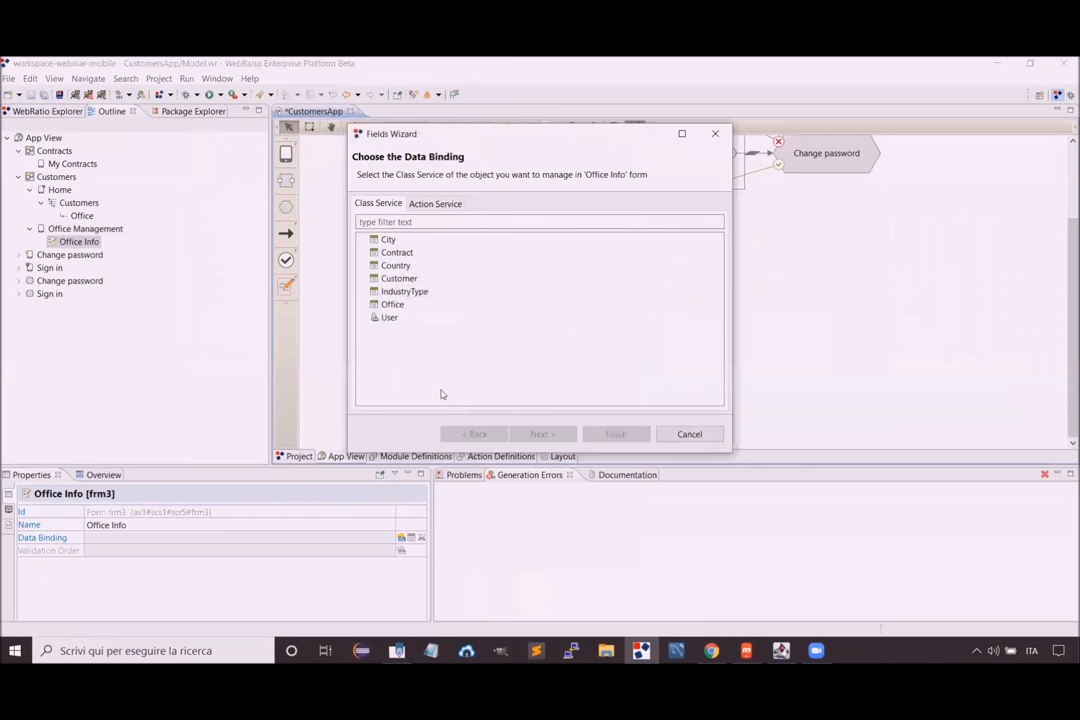 workspace-webinar-mobile - CustomersApp/Model.wr - WebRatio Enterprise Platform Beta
File Edit View Navigate Search Project Run Window Help
WebRatio Explorer Outline Package Explorer
*CustomersApp
App View
Contracts
My Contracts
Customers
Home
Customers
Office
Office Management
Office Info
Change password
Sign in
Change password
Sign in
Fields Wizard
Choose the Data Binding
Select the Class Service of the object you want to manage in 'Office Info' form
Class Service Action Service
type filter text
City
Contract
Country
Customer
IndustryType
Office
User
< Back Next > Finish Cancel
Change password
Project App View Module Definitions Action Definitions Layout
Properties Overview
Office Info [frm3]
Id Form frm3 [av1#scs1#scr5#frm3]
Name Office Info
Data Binding
Validation Order
Problems Generation Errors Documentation
Scrivi qui per eseguire la ricerca
ITA